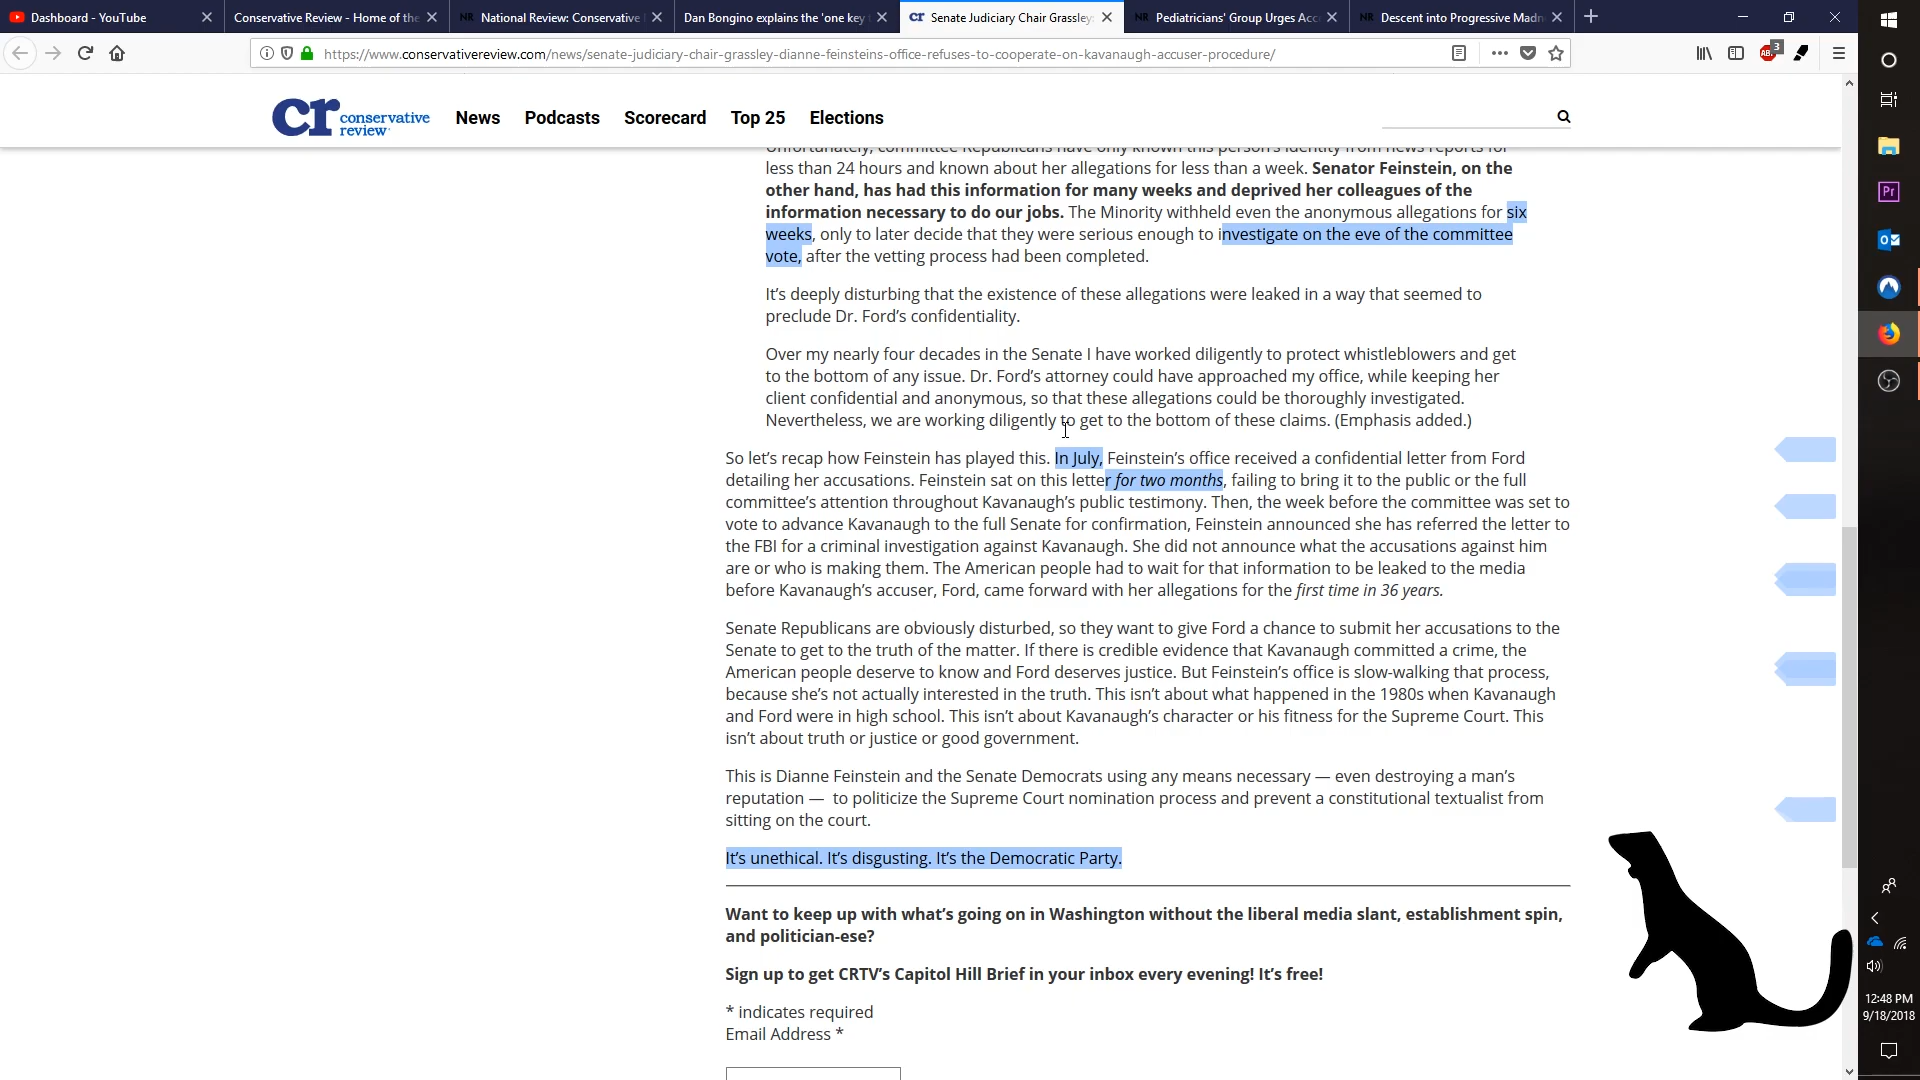 Dashboard - YouTube
Conservative Review - Home of the
National Review: Conservative
Dan Bongino explains the 'one key
cr Senate Judiciary Chair Grassley:
NR Pediatricians' Group Urges Acc
NR Descent into Progressive Madn
https://www.conservativereview.com/news/senate-judiciary-chair-grassley-dianne-feinsteins-office-refuses-to-cooperate-on-kavanaugh-accuser-procedure/
ABP 3
cr conservative
review
News Podcasts Scorecard Top 25 Elections
Unfortunately, committee Republicans have only known this person's identity from news reports for
less than 24 hours and known about her allegations for less than a week. Senator Feinstein, on the
other hand, has had this information for many weeks and deprived her colleagues of the
information necessary to do our jobs. The Minority withheld even the anonymous allegations for six
weeks, only to later decide that they were serious enough to investigate on the eve of the committee
vote, after the vetting process had been completed.
It's deeply disturbing that the existence of these allegations were leaked in a way that seemed to
preclude Dr. Ford's confidentiality.
Over my nearly four decades in the Senate I have worked diligently to protect whistleblowers and get
to the bottom of any issue. Dr. Ford's attorney could have approached my office, while keeping her
client confidential and anonymous, so that these allegations could be thoroughly investigated.
Nevertheless, we are working diligently to get to the bottom of these claims. (Emphasis added.)
So let's recap how Feinstein has played this. In July, Feinstein's office received a confidential letter from Ford
detailing her accusations. Feinstein sat on this letter for two months, failing to bring it to the public or the full
committee's attention throughout Kavanaugh's public testimony. Then, the week before the committee was set to
vote to advance Kavanaugh to the full Senate for confirmation, Feinstein announced she has referred the letter to
the FBI for a criminal investigation against Kavanaugh. She did not announce what the accusations against him
are or who is making them. The American people had to wait for that information to be leaked to the media
before Kavanaugh's accuser, Ford, came forward with her allegations for the first time in 36 years.
Senate Republicans are obviously disturbed, so they want to give Ford a chance to submit her accusations to the
Senate to get to the truth of the matter. If there is credible evidence that Kavanaugh committed a crime, the
American people deserve to know and Ford deserves justice. But Feinstein's office is slow-walking that process,
because she's not actually interested in the truth. This isn't about what happened in the 1980s when Kavanaugh
and Ford were in high school. This isn't about Kavanaugh's character or his fitness for the Supreme Court. This
isn't about truth or justice or good government.
This is Dianne Feinstein and the Senate Democrats using any means necessary — even destroying a man's
reputation — to politicize the Supreme Court nomination process and prevent a constitutional textualist from
sitting on the court.
It's unethical. It's disgusting. It's the Democratic Party.
Want to keep up with what's going on in Washington without the liberal media slant, establishment spin,
and politician-ese?
Sign up to get CRTV's Capitol Hill Brief in your inbox every evening! It's free!
* indicates required
Email Address *
Pr
12:48 PM
9/18/2018